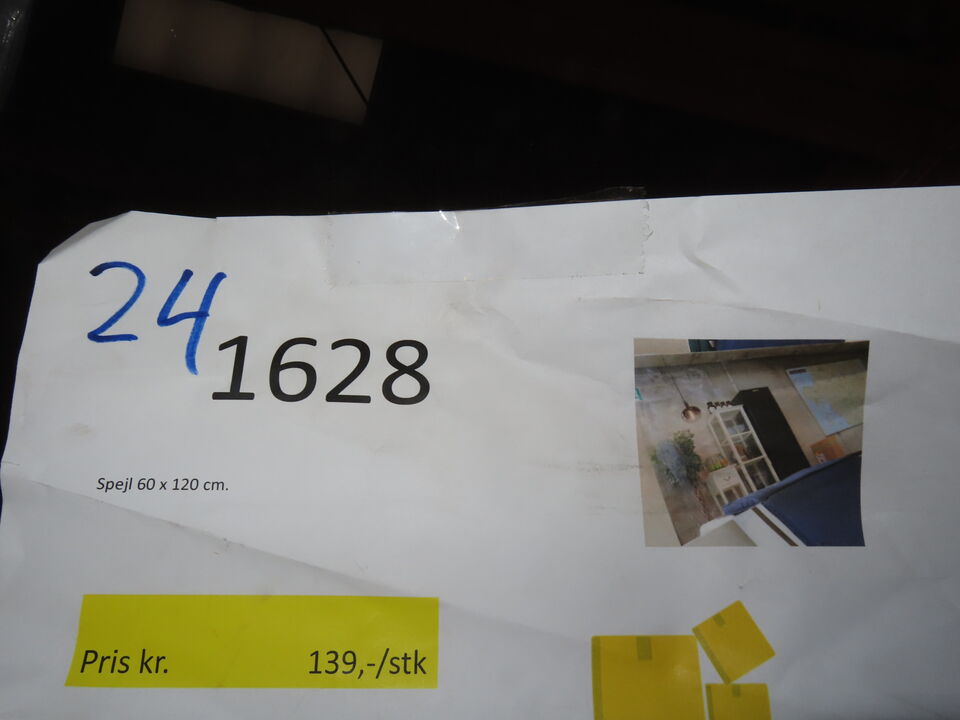 24
1628
Spejl 60 x 120 cm.
Pris kr. 139,-/stk